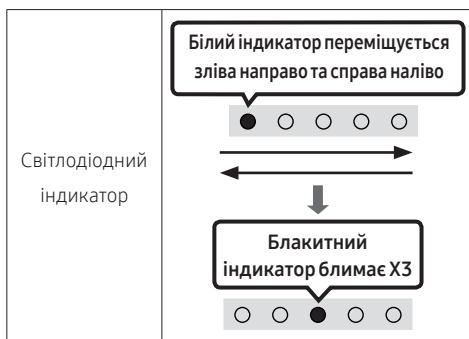 Білий індикатор переміщується
зліва направо та справа наліво
Світлодіодний
індикатор
Блакитний
індикатор блимає X3